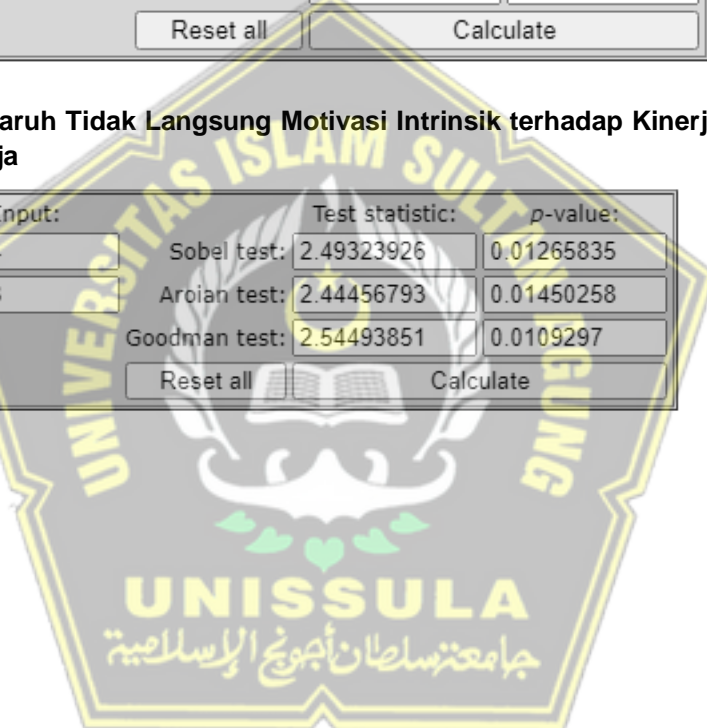 Reset all Calculate
aruh Tidak Langsung Motivasi Intrinsik terhadap Kinerj
ja
Input: Test statistic: p-value:
Sobel test: 2.49323926 0.01265835
Aroian test: 2.44456793 0.01450258
Goodman test: 2.54493851 0.0109297
Reset all Calculate
UNIVERSITAS ISLAM SULTAN AGUNG
UNISSULA
جامعة سلطان أجونج الإسلامية